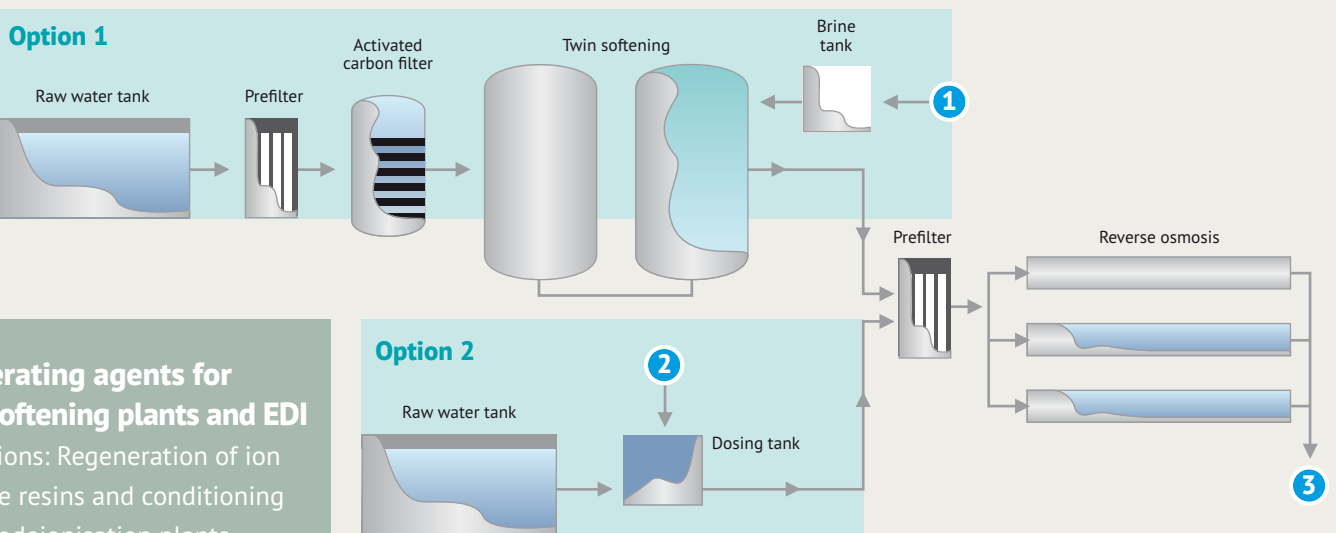 Option 1
Raw water tank
Prefilter
Activated
carbon filter
Twin softening
Brine
tank
1
Prefilter
Reverse osmosis
3
Option 2
Raw water tank
2
Dosing tank
erating agents for
oftening plants and EDI
ions: Regeneration of ion
e resins and conditioning